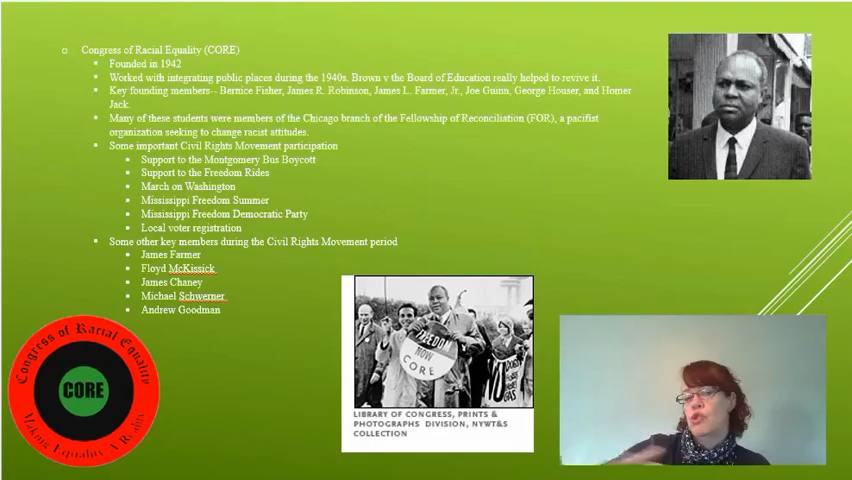 Congress of Racial Equality (CORE)
Founded in 1942
Worked with integrating public places during the 1940s. Brown v the Board of Education really helped to revive it.
Key founding members-- Bernice Fisher, James R. Robinson, James L. Farmer, Jr., Joe Guinn, George Houser, and Homer
Jack.
Many of these students were members of the Chicago branch of the Fellowship of Reconciliation (FOR), a pacifist
organization seeking to change racist attitudes.
Some important Civil Rights Movement participation
Support to the Montgomery Bus Boycott
Support to the Freedom Rides
March on Washington
Mississippi Freedom Summer
Mississippi Freedom Democratic Party
Local voter registration
Some other key members during the Civil Rights Movement period
James Farmer
Floyd McKissick
James Chaney
Michael Schwerner
Andrew Goodman
Congress of Racial Equality
CORE
Making Equality A Reality
FREEDOM
NOW
CORE
LIBRARY OF CONGRESS, PRINTS &
PHOTOGRAPHS DIVISION, NYWT&S
COLLECTION